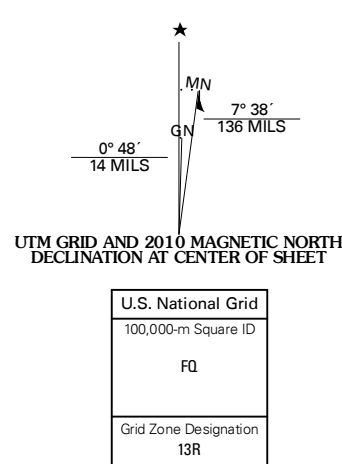 MN
7° 38´
136 MILS
GN
0° 48´
14 MILS
UTM GRID AND 2010 MAGNETIC NORTH
DECLINATION AT CENTER OF SHEET
U.S. National Grid
100,000-m Square ID
FQ
Grid Zone Designation
13R